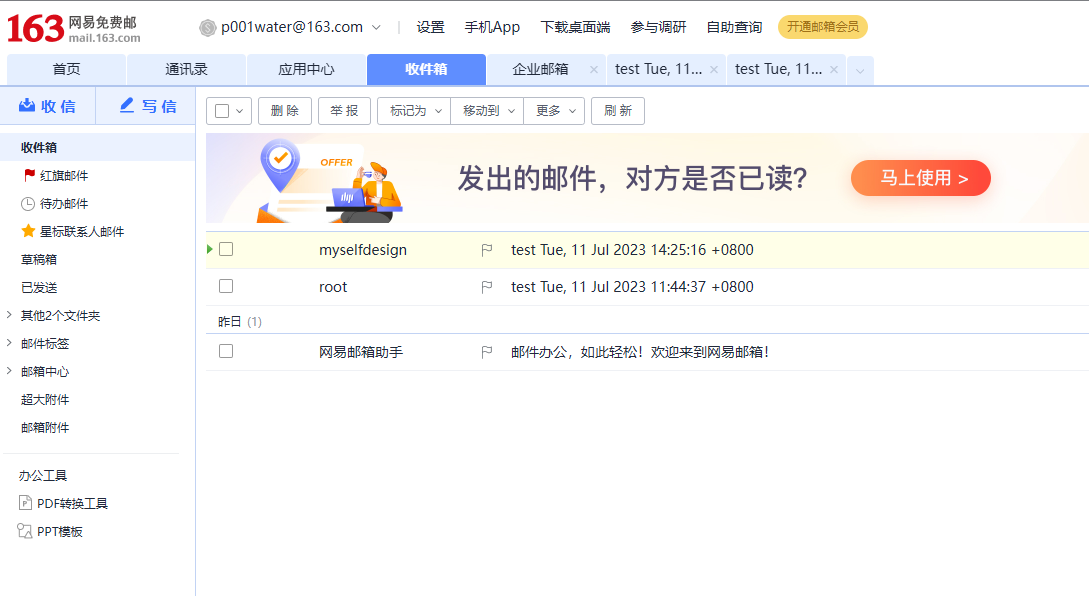 163 网易免费邮 mail.163.com p001water@163.com 设置 手机App 下载桌面端 参与调研 自助查询 开通邮箱会员
首页 通讯录 应用中心 收件箱 企业邮箱 × test Tue, 11... × test Tue, 11... ×
收 信 写 信
删 除 举 报 标记为 移动到 更多 刷 新
收件箱
红旗邮件
待办邮件
星标联系人邮件
草稿箱
已发送
其他2个文件夹
邮件标签
邮箱中心
超大附件
邮箱附件
办公工具
PDF转换工具
PPT模板
OFFER
发出的邮件，对方是否已读？ 马上使用 >
myselfdesign test Tue, 11 Jul 2023 14:25:16 +0800
root test Tue, 11 Jul 2023 11:44:37 +0800
昨日 (1)
网易邮箱助手 邮件办公，如此轻松！欢迎来到网易邮箱！